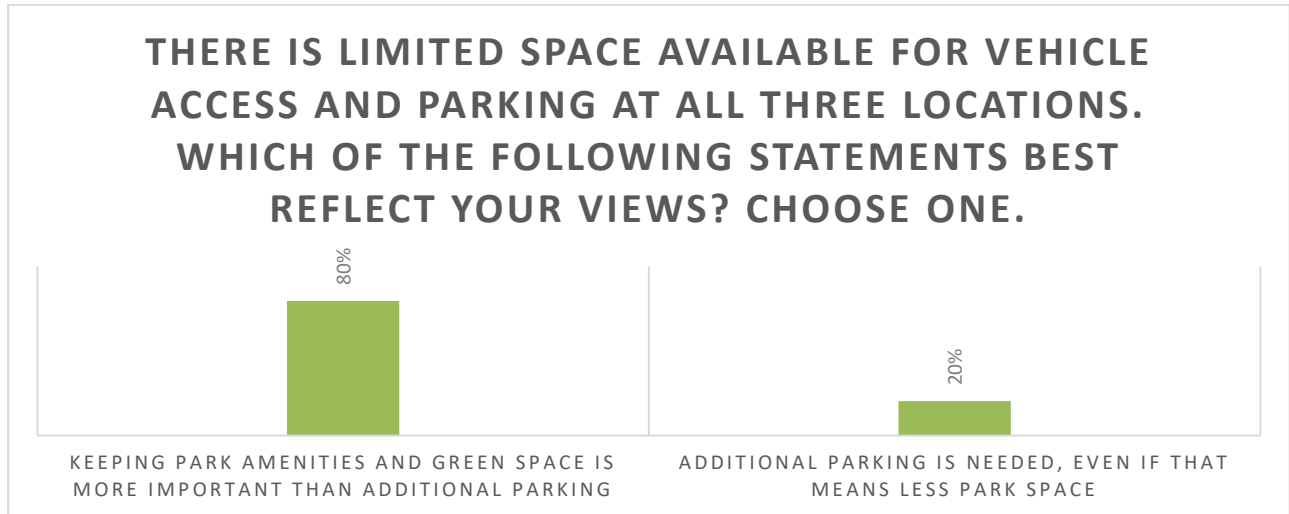 THERE IS LIMITED SPACE AVAILABLE FOR VEHICLE
ACCESS AND PARKING AT ALL THREE LOCATIONS.
WHICH OF THE FOLLOWING STATEMENTS BEST
REFLECT YOUR VIEWS? CHOOSE ONE.
80%
20%
KEEPING PARK AMENITIES AND GREEN SPACE IS
MORE IMPORTANT THAN ADDITIONAL PARKING
ADDITIONAL PARKING IS NEEDED, EVEN IF THAT
MEANS LESS PARK SPACE